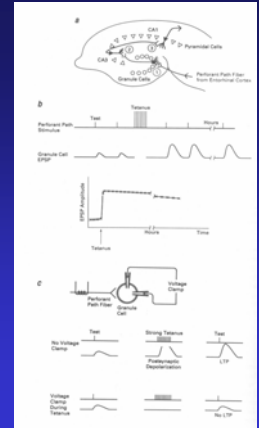 a
CA1
Pyramidal Cells
CA3
Perforant Path Fiber
from Entorhinal Cortex
Granule Cells
b
Tetanus
Test
Hours
Perforant Path
Stimulus
Granule Cell
EPSP
EPSP Amplitude
Hours
Time
Tetanus
c
Voltage
Clamp
Perforant
Path Fiber
Granule
Cell
Test
Strong Tetanus
Test
No Voltage
Clamp
Postsynaptic
Depolarization
LTP
Voltage
Clamp
During
Tetanus
No LTP